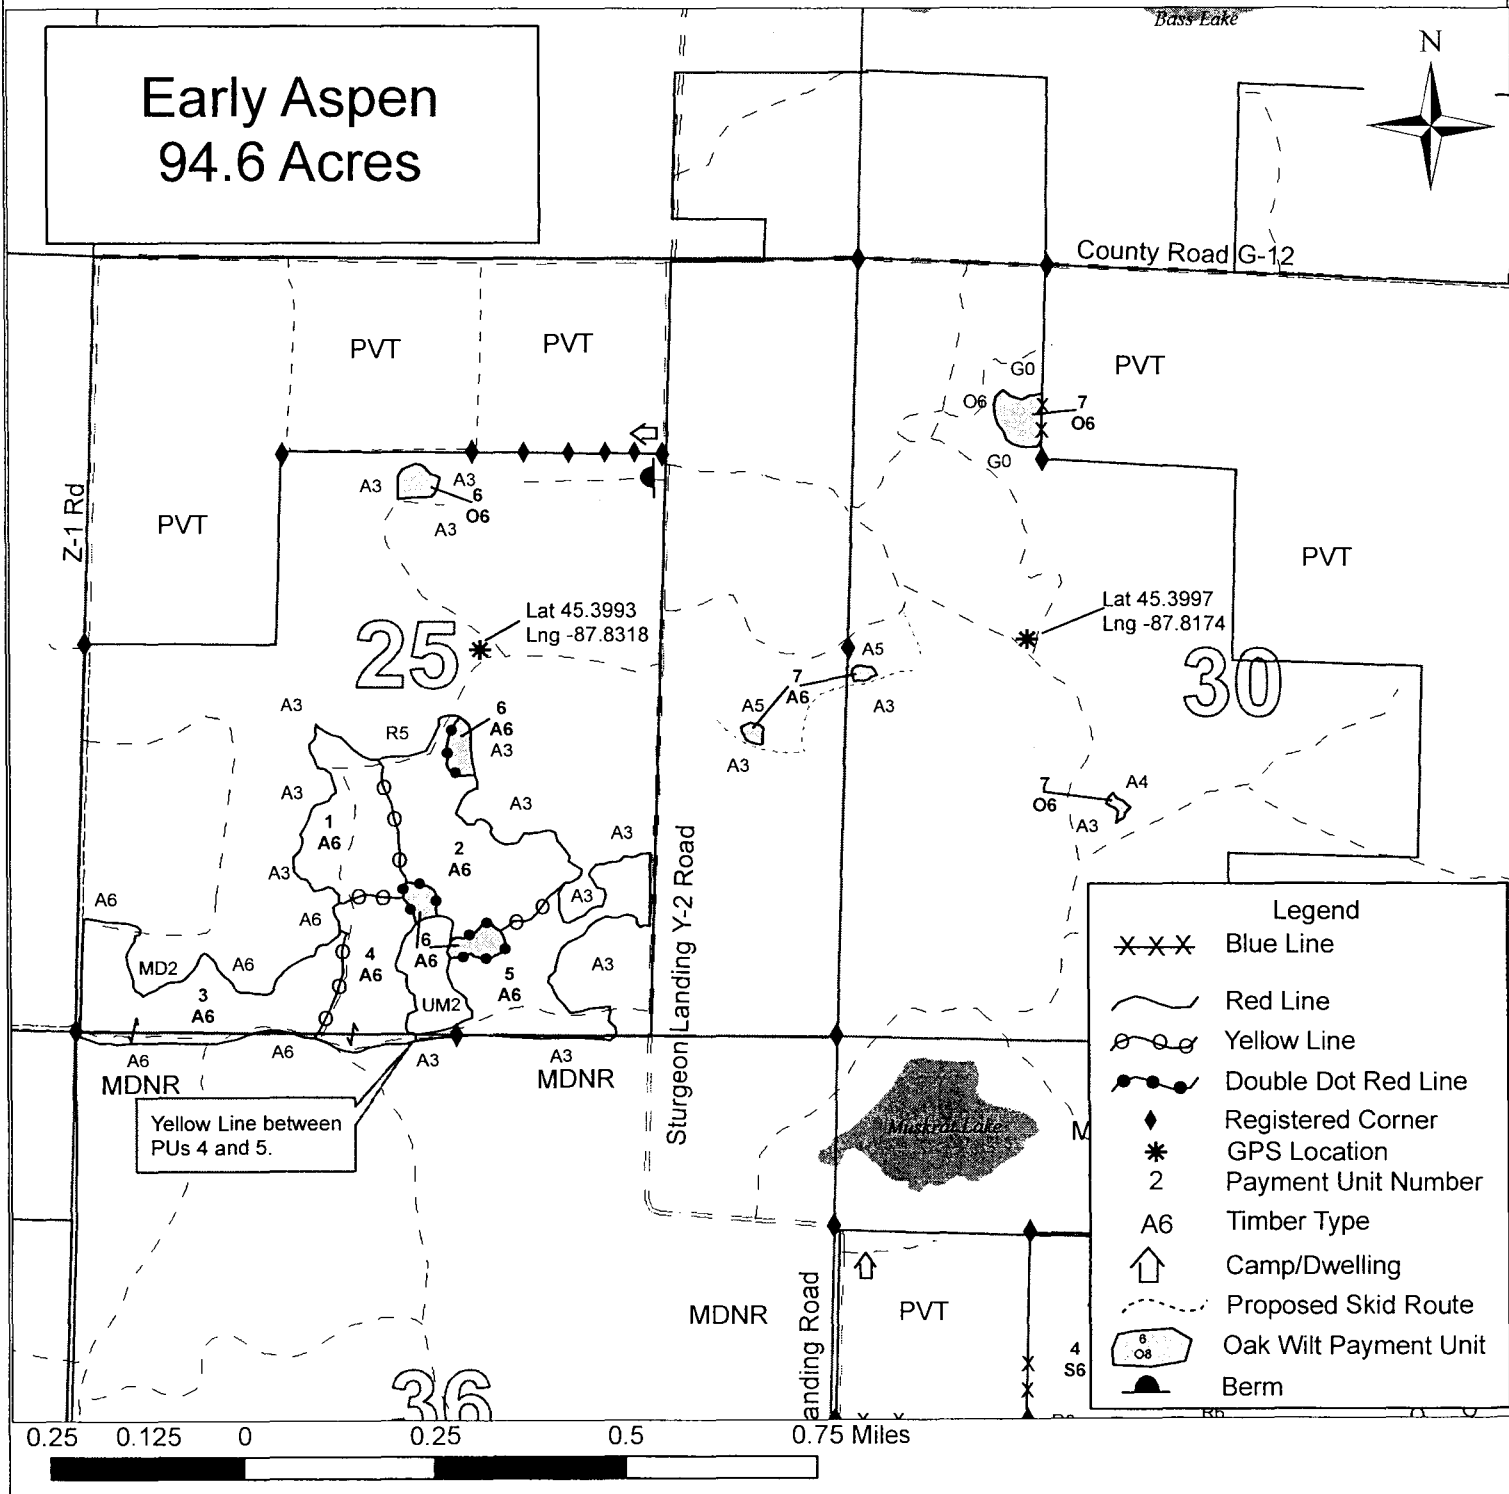 Early Aspen
94.6 Acres
Bass Lake
N
County Road G-12
PVT
PVT
PVT
G0
O6
7
O6
G0
A3
A3
6
O6
A3
PVT
Z-1 Rd
PVT
Lat 45.3993
Lng -87.8318
Lat 45.3997
Lng -87.8174
25
30
A5
7
A6
A5
A3
A3
A3
R5
6
A6
A3
7
O6
A4
A3
A3
A3
1
A6
2
A6
A3
A3
A3
A6
A6
MD2
A6
3
A6
4
A6
6
A6
5
A6
A3
UM2
Sturgeon Landing Y-2 Road
A6
A6
A3
A3
MDNR
MDNR
Yellow Line between
PUs 4 and 5.
Muskrat Lake
M
MDNR
anding Road
PVT
4
S6
36
R6
Legend
Blue Line
Red Line
Yellow Line
Double Dot Red Line
Registered Corner
GPS Location
2 Payment Unit Number
A6 Timber Type
Camp/Dwelling
Proposed Skid Route
6
O8
Oak Wilt Payment Unit
Berm
0.25 0.125 0 0.25 0.5 0.75 Miles